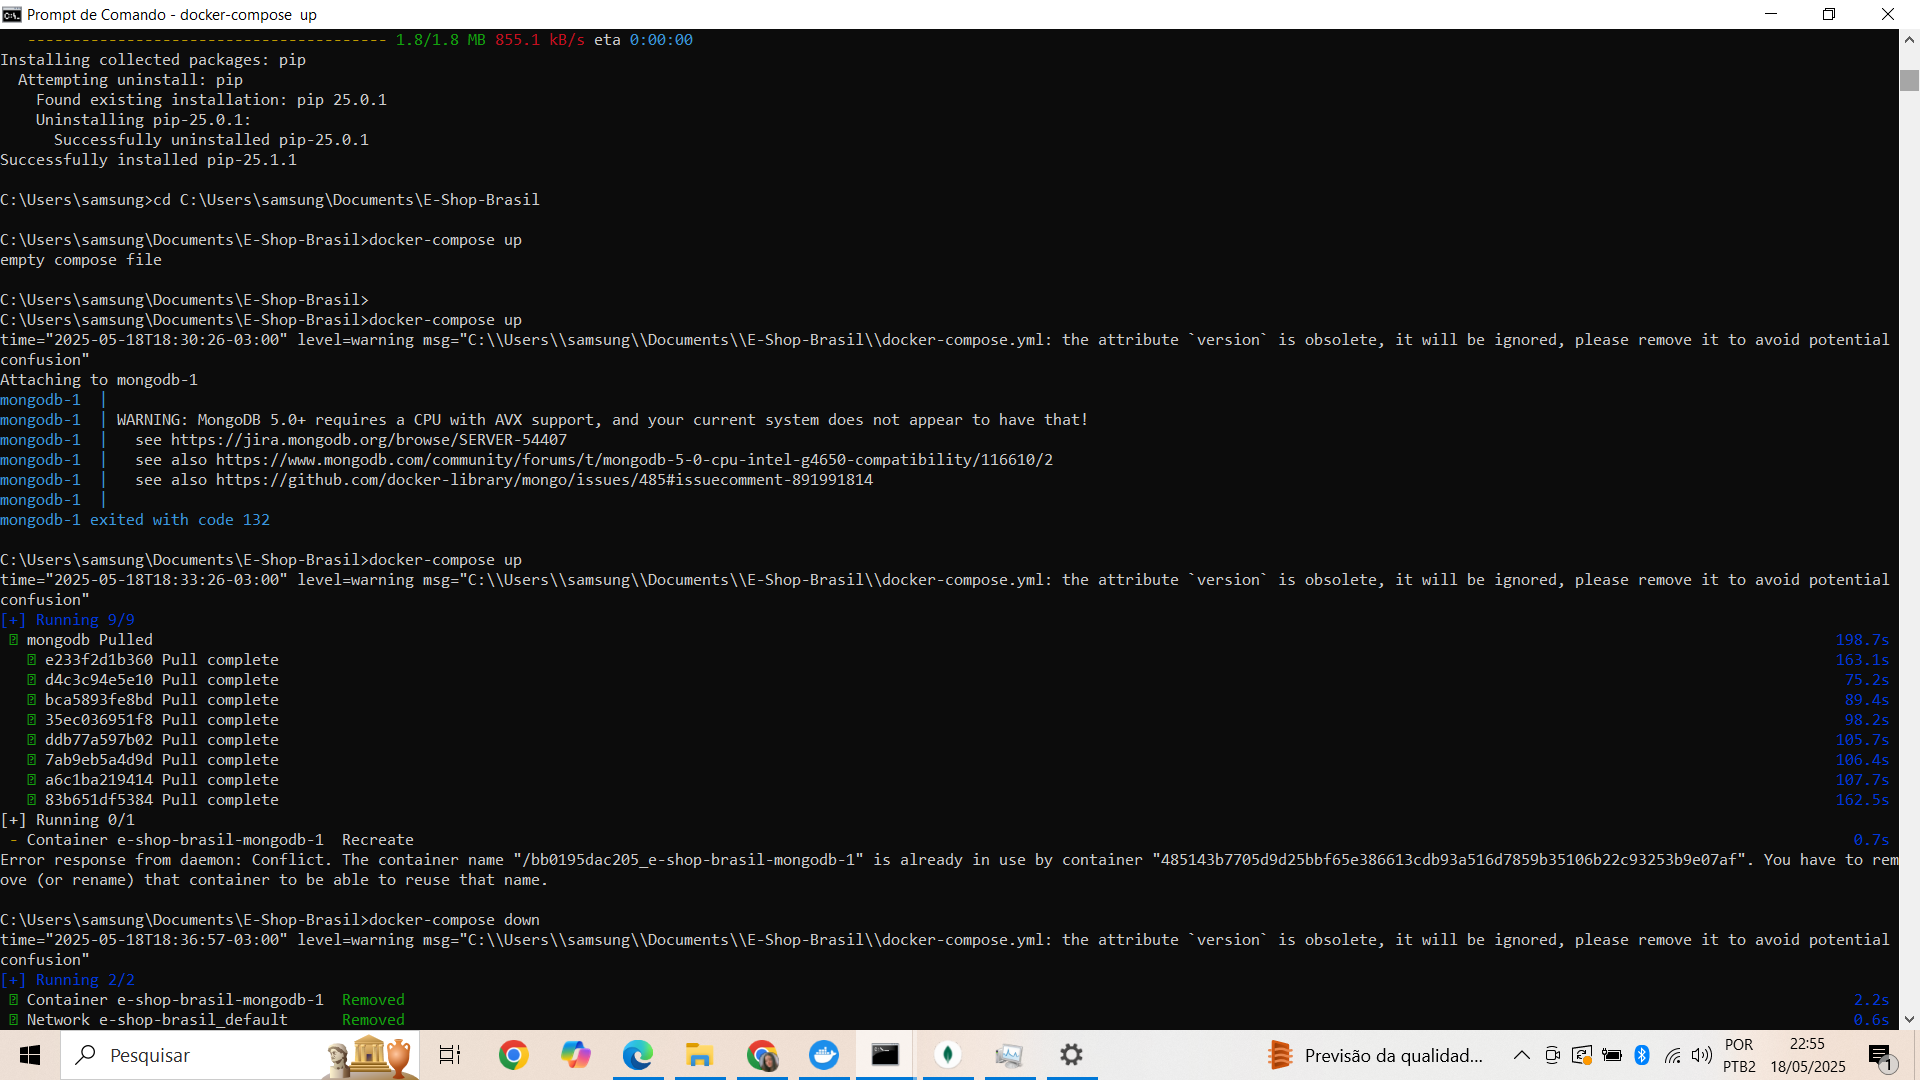 Prompt de Comando - docker-compose  up
---------------------------------------- 1.8/1.8 MB 855.1 kB/s eta 0:00:00
Installing collected packages: pip
  Attempting uninstall: pip
    Found existing installation: pip 25.0.1
    Uninstalling pip-25.0.1:
      Successfully uninstalled pip-25.0.1
Successfully installed pip-25.1.1
C:\Users\samsung>cd C:\Users\samsung\Documents\E-Shop-Brasil
C:\Users\samsung\Documents\E-Shop-Brasil>docker-compose up
empty compose file
C:\Users\samsung\Documents\E-Shop-Brasil>
C:\Users\samsung\Documents\E-Shop-Brasil>docker-compose up
time="2025-05-18T18:30:26-03:00" level=warning msg="C:\\Users\\samsung\\Documents\\E-Shop-Brasil\\docker-compose.yml: the attribute `version` is obsolete, it will be ignored, please remove it to avoid potential
confusion"
Attaching to mongodb-1
mongodb-1  |
mongodb-1  | WARNING: MongoDB 5.0+ requires a CPU with AVX support, and your current system does not appear to have that!
mongodb-1  |   see https://jira.mongodb.org/browse/SERVER-54407
mongodb-1  |   see also https://www.mongodb.com/community/forums/t/mongodb-5-0-cpu-intel-g4650-compatibility/116610/2
mongodb-1  |   see also https://github.com/docker-library/mongo/issues/485#issuecomment-891991814
mongodb-1  |
mongodb-1 exited with code 132
C:\Users\samsung\Documents\E-Shop-Brasil>docker-compose up
time="2025-05-18T18:33:26-03:00" level=warning msg="C:\\Users\\samsung\\Documents\\E-Shop-Brasil\\docker-compose.yml: the attribute `version` is obsolete, it will be ignored, please remove it to avoid potential
confusion"
[+] Running 9/9
mongodb Pulled 198.7s
e233f2d1b360 Pull complete 163.1s
d4c3c94e5e10 Pull complete 75.2s
bca5893fe8bd Pull complete 89.4s
35ec036951f8 Pull complete 98.2s
ddb77a597b02 Pull complete 105.7s
7ab9eb5a4d9d Pull complete 106.4s
a6c1ba219414 Pull complete 107.7s
83b651df5384 Pull complete 162.5s
[+] Running 0/1
- Container e-shop-brasil-mongodb-1  Recreate 0.7s
Error response from daemon: Conflict. The container name "/bb0195dac205_e-shop-brasil-mongodb-1" is already in use by container "485143b7705d9d25bbf65e386613cdb93a516d7859b35106b22c93253b9e07af". You have to rem
ove (or rename) that container to be able to reuse that name.
C:\Users\samsung\Documents\E-Shop-Brasil>docker-compose down
time="2025-05-18T18:36:57-03:00" level=warning msg="C:\\Users\\samsung\\Documents\\E-Shop-Brasil\\docker-compose.yml: the attribute `version` is obsolete, it will be ignored, please remove it to avoid potential
confusion"
[+] Running 2/2
Container e-shop-brasil-mongodb-1  Removed 2.2s
Network e-shop-brasil_default      Removed 0.6s
Pesquisar
Previsão da qualidad...
POR
PTB2
22:55
18/05/2025
1